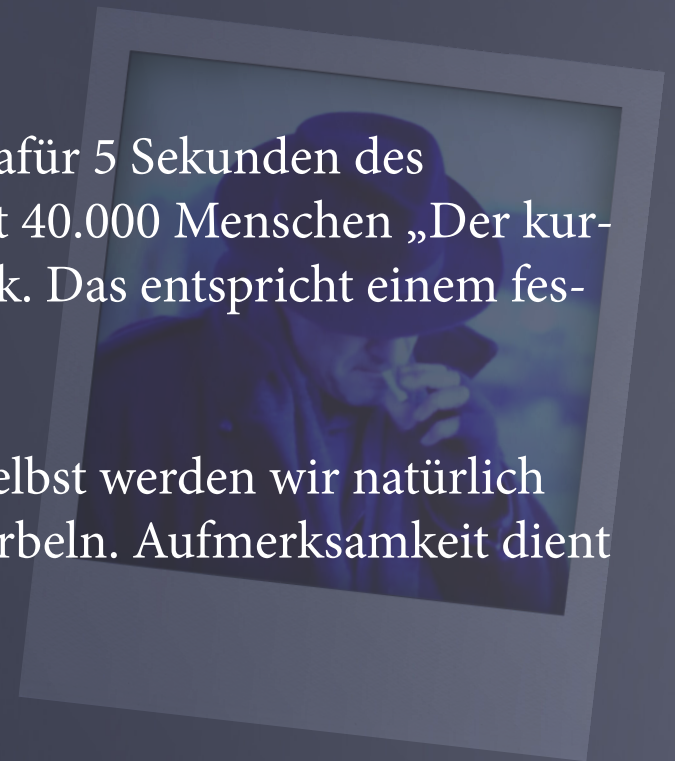 afür 5 Sekunden des
t 40.000 Menschen „Der kur-
k. Das entspricht einem fes-
elbst werden wir natürlich
rbeln. Aufmerksamkeit dient